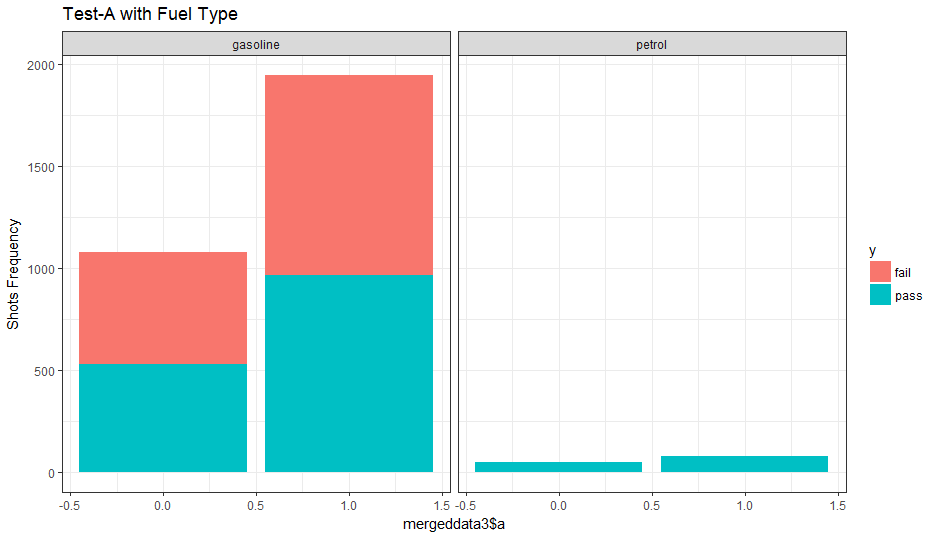 Test-A with Fuel Type
gasoline
petrol
2000
1500
1000
500
0
Shots Frequency
-0.5
0.0
0.5
1.0
1.5
-0.5
0.0
0.5
1.0
1.5
mergeddata3$a
y
fail
pass